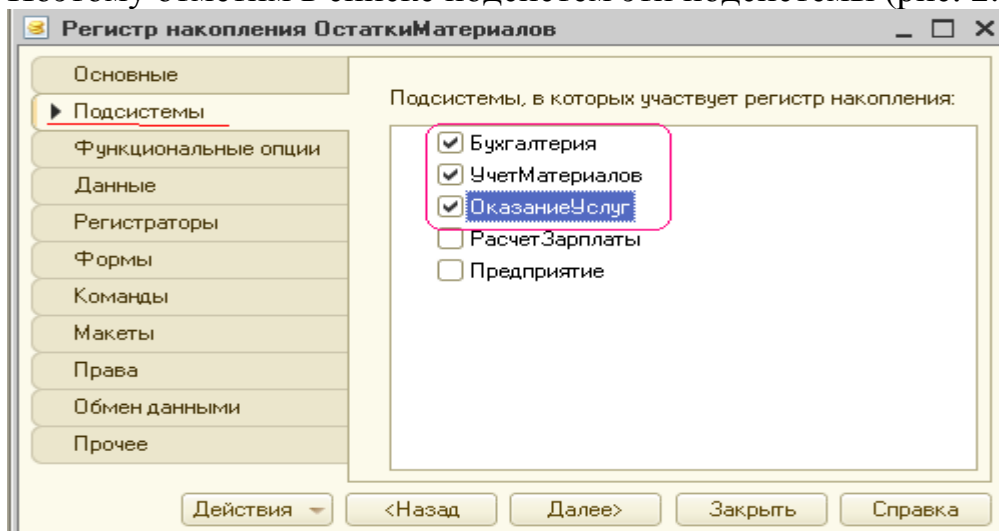 Поэтому отметим в списке подсистем эти подсистемы (рис. 2.
Регистр накопления ОстаткиМатериалов
Основные
Подсистемы
Функциональные опции
Данные
Регистраторы
Формы
Команды
Макеты
Права
Обмен данными
Прочее
Подсистемы, в которых участвует регистр накопления:
Бухгалтерия
УчетМатериалов
ОказаниеУслуг
РасчетЗарплаты
Предприятие
Действия
<Назад
Далее>
Закрыть
Справка